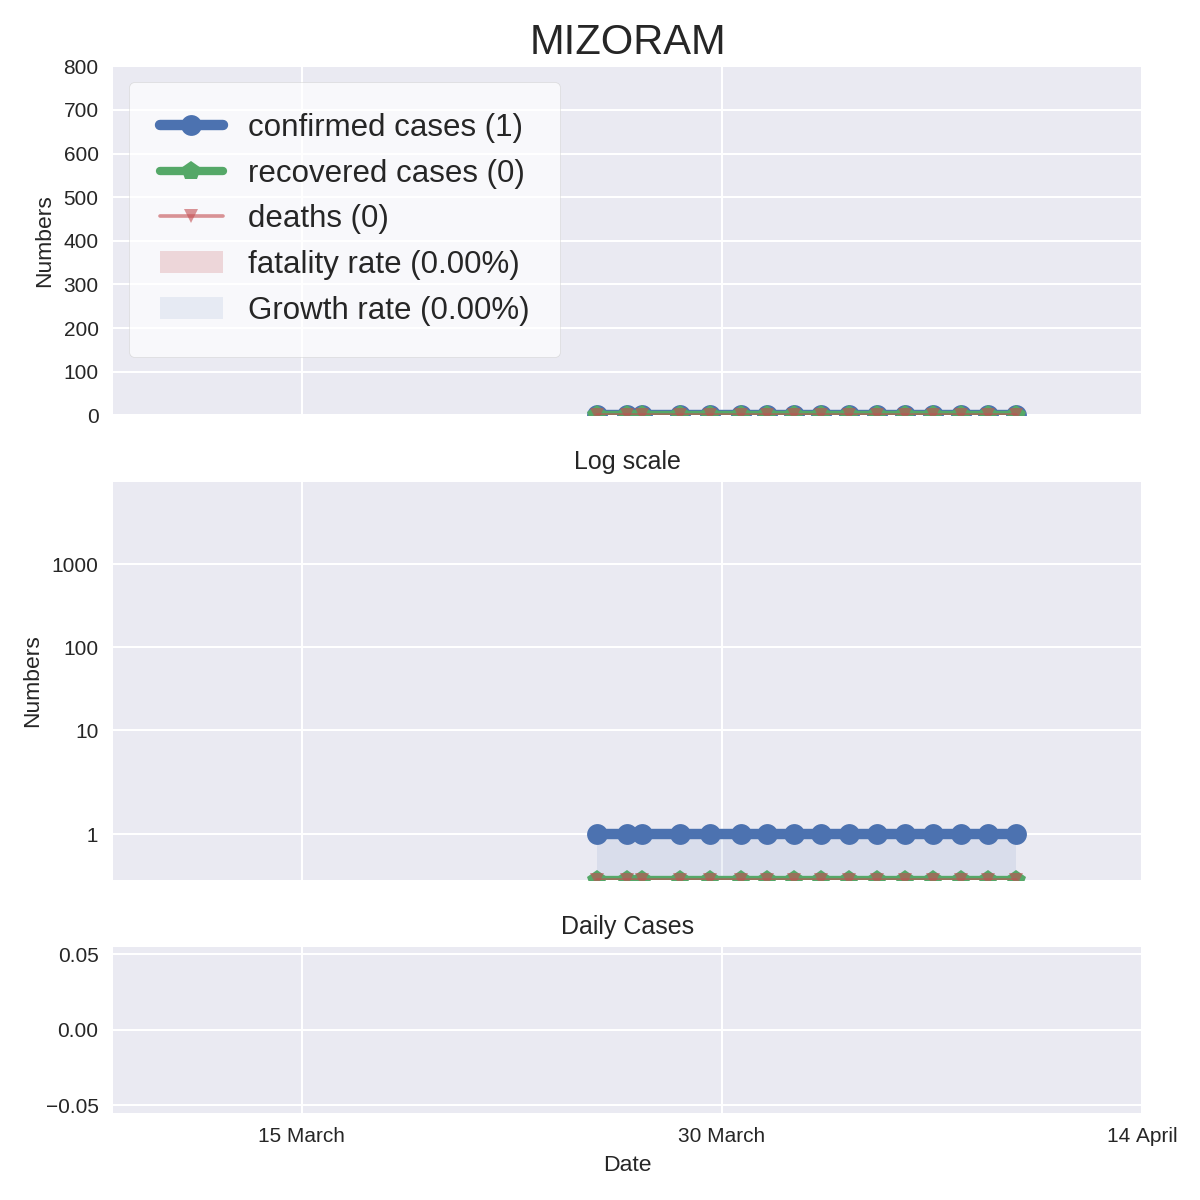 MIZORAM
800
700
600
500
400
300
200
100
0
Numbers
confirmed cases (1)
recovered cases (0)
deaths (0)
fatality rate (0.00%)
Growth rate (0.00%)
Log scale
1000
100
10
1
Numbers
Daily Cases
0.05
0.00
−0.05
15 March
30 March
14 April
Date